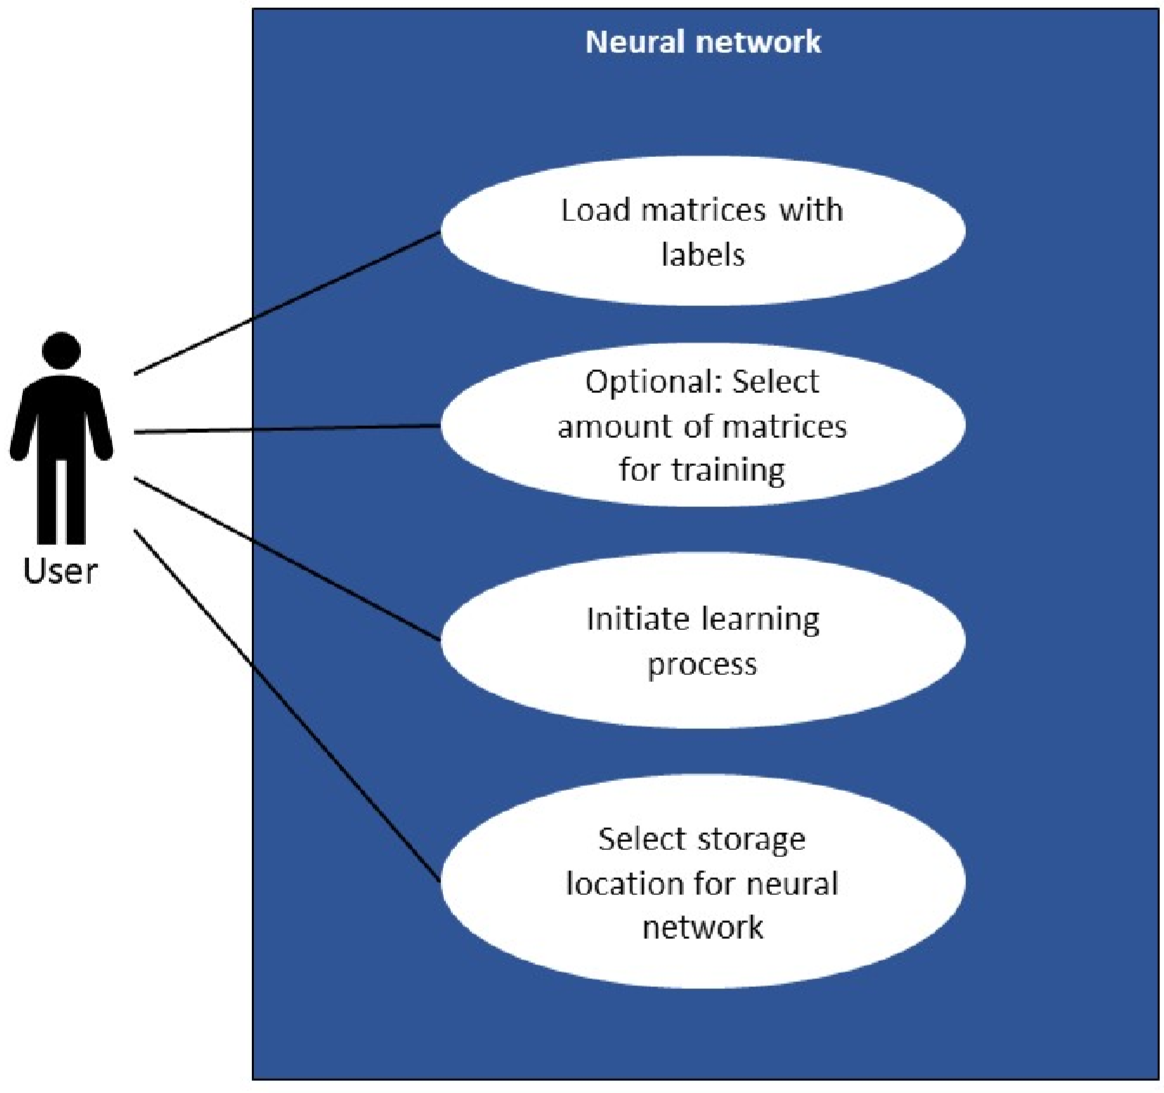 Neural network
Load matrices with
labels
Optional: Select
amount of matrices
for training
Initiate learning
process
Select storage
location for neural
network
User